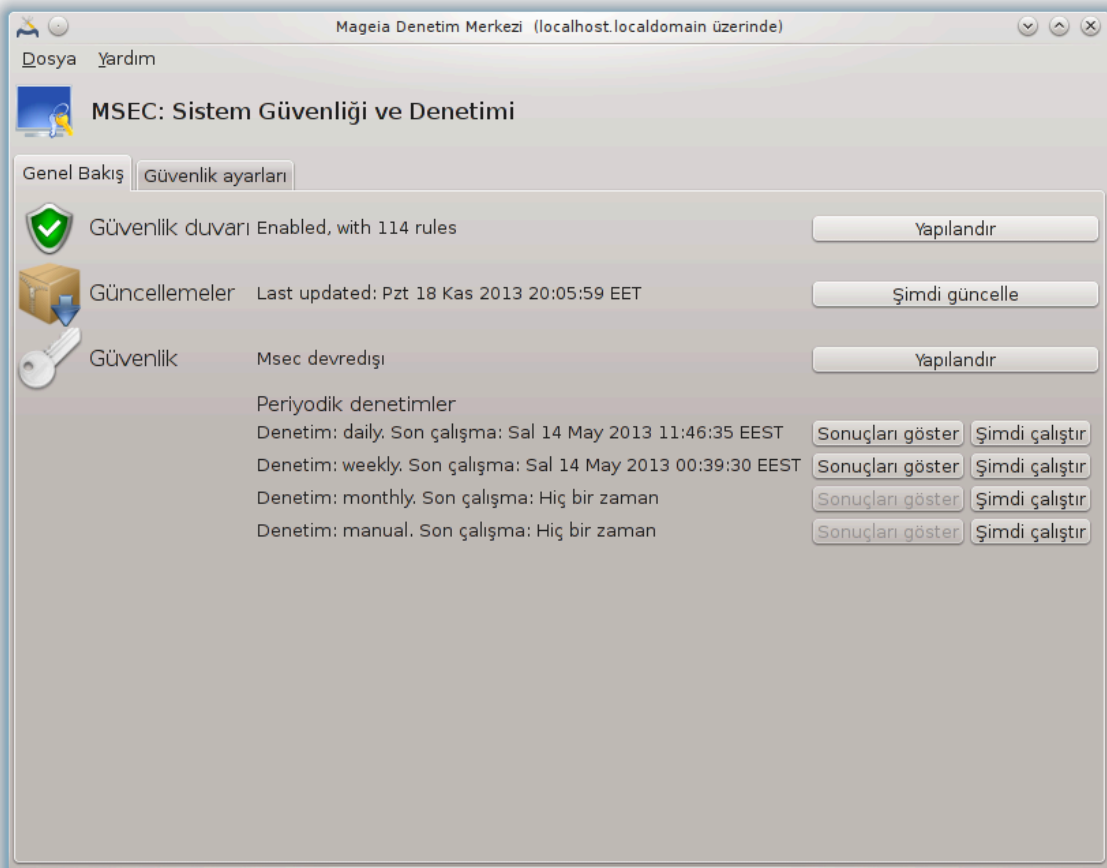 Mageia Denetim Merkezi (localhost.localdomain üzerinde)
Dosya Yardım
MSEC: Sistem Güvenliği ve Denetimi
Genel Bakış Güvenlik ayarları
Güvenlik duvarı Enabled, with 114 rules Yapılandır
Güncellemeler Last updated: Pzt 18 Kas 2013 20:05:59 EET Şimdi güncelle
Güvenlik Msec devredışı Yapılandır
Periyodik denetimler
Denetim: daily. Son çalışma: Sal 14 May 2013 11:46:35 EEST Sonuçları göster Şimdi çalıştır
Denetim: weekly. Son çalışma: Sal 14 May 2013 00:39:30 EEST Sonuçları göster Şimdi çalıştır
Denetim: monthly. Son çalışma: Hiç bir zaman Sonuçları göster Şimdi çalıştır
Denetim: manual. Son çalışma: Hiç bir zaman Sonuçları göster Şimdi çalıştır